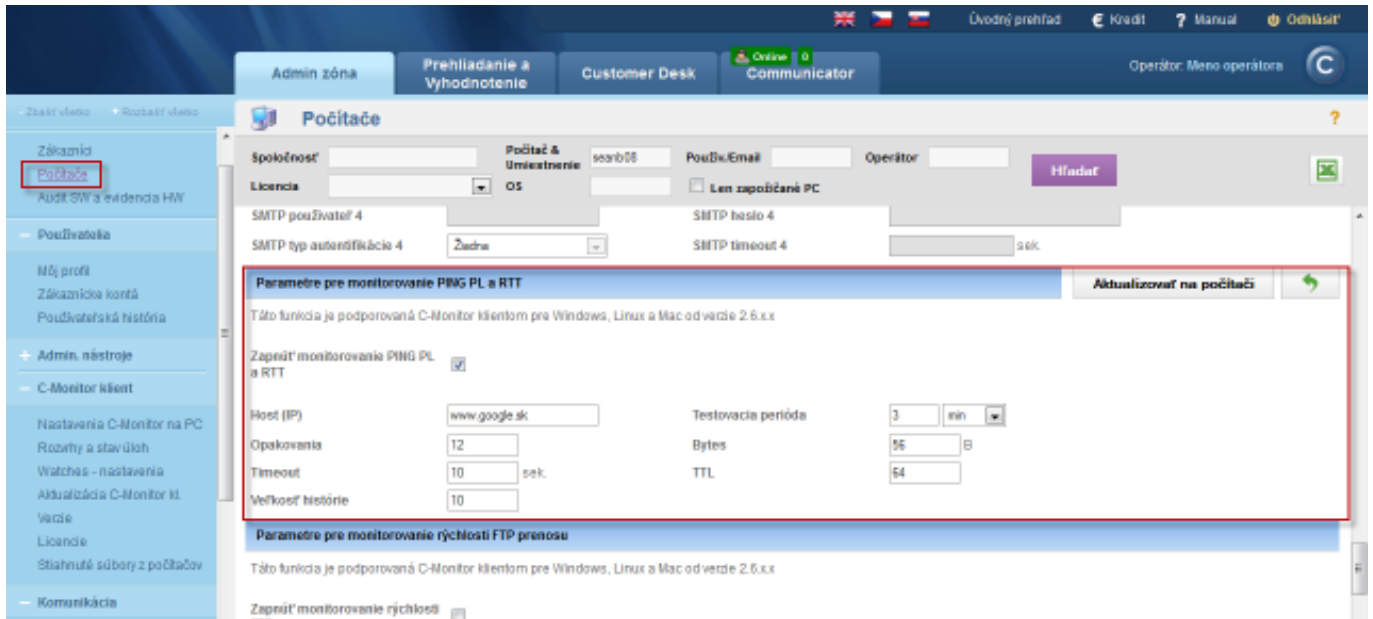 Úvodný prehľad € Kredit ? Manual Odhlásiť
Admin zóna
Prehliadanie a
Vyhodnotenie
Customer Desk
Online 0
Communicator
Operátor: Meno operátora
C
- Zbaliť všetko + Rozbaliť všetko
Zákazníci
Počítače
Audit SW a evidencia HW
Používatelia
Môj profil
Zákaznícke kontá
Používateľská história
Admin. nástroje
C-Monitor klient
Nastavenia C-Monitor na PC
Rozvrhy a stav úloh
Watches - nastavenia
Aktualizácia C-Monitor kl.
Verzie
Licencie
Stiahnuté súbory z počítačov
Komunikácia
Počítače
?
Spoločnosť
Počítač &
Umiestnenie
seanb08
Použív./Email
Operátor
Hľadať
Licencia
OS
Len zapožičané PC
SMTP používateľ 4
SMTP heslo 4
SMTP typ autentifikácie 4 Žiadna
SMTP timeout 4 sek.
Parametre pre monitorovanie PING PL a RTT
Aktualizovať na počítači
Táto funkcia je podporovaná C-Monitor klientom pre Windows, Linux a Mac od verzie 2.6.x.x
Zapnúť monitorovanie PING PL
a RTT
Host (IP) www.google.sk
Testovacia perióda 3 min
Opakovania 12
Bytes 56 B
Timeout 10 sek.
TTL 64
Veľkosť histórie 10
Parametre pre monitorovanie rýchlosti FTP prenosu
Táto funkcia je podporovaná C-Monitor klientom pre Windows, Linux a Mac od verzie 2.6.x.x
Zapnúť monitorovanie rýchlosti